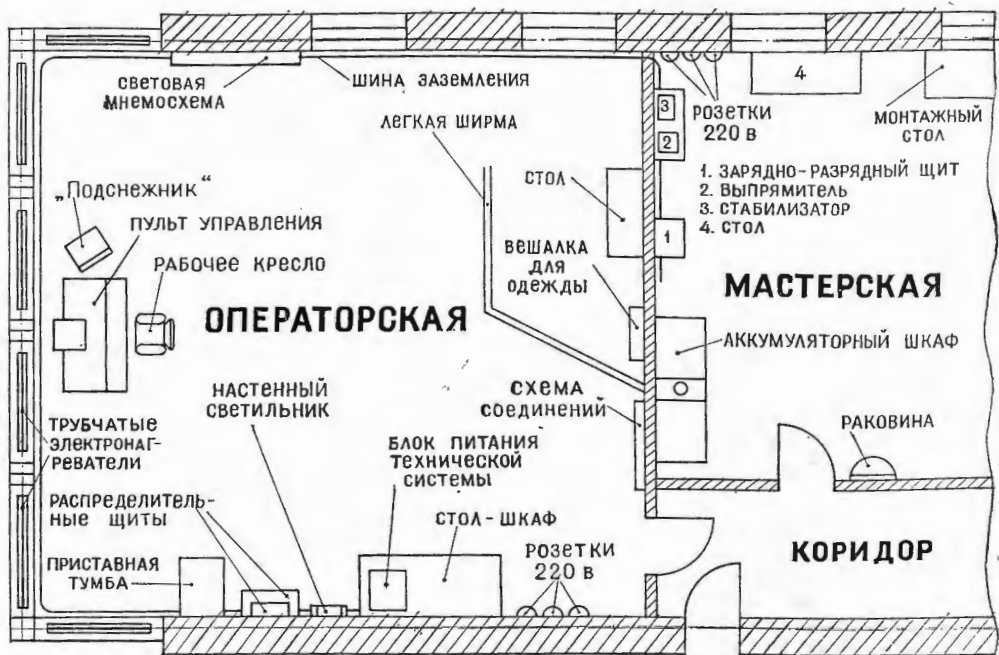 СВЕТОВАЯ
МНЕМОСХЕМА
ШИНА ЗАЗЕМЛЕНИЯ
ЛЕГКАЯ ШИРМА
„Подснежник“
ПУЛЬТ УПРАВЛЕНИЯ
РАБОЧЕЕ КРЕСЛО
ОПЕРАТОРСКАЯ
СТОЛ
ВЕШАЛКА
ДЛЯ
ОДЕЖДЫ
СХЕМА
СОЕДИНЕНИЙ
НАСТЕННЫЙ
СВЕТИЛЬНИК
ТРУБЧАТЫЕ
ЭЛЕКТРОНАГ-
РЕВАТЕЛИ
БЛОК ПИТАНИЯ
ТЕХНИЧЕСКОЙ
СИСТЕМЫ
РАСПРЕДЕЛИТЕЛЬ-
НЫЕ ЩИТЫ
СТОЛ-ШКАФ
ПРИСТАВНАЯ
ТУМБА
РОЗЕТКИ
220 В
3
2
1
РОЗЕТКИ
220 В
4
МОНТАЖНЫЙ
СТОЛ
1. ЗАРЯДНО-РАЗРЯДНЫЙ ЩИТ
2. ВЫПРЯМИТЕЛЬ
3. СТАБИЛИЗАТОР
4. СТОЛ
МАСТЕРСКАЯ
АККУМУЛЯТОРНЫЙ ШКАФ
РАКОВИНА
КОРИДОР